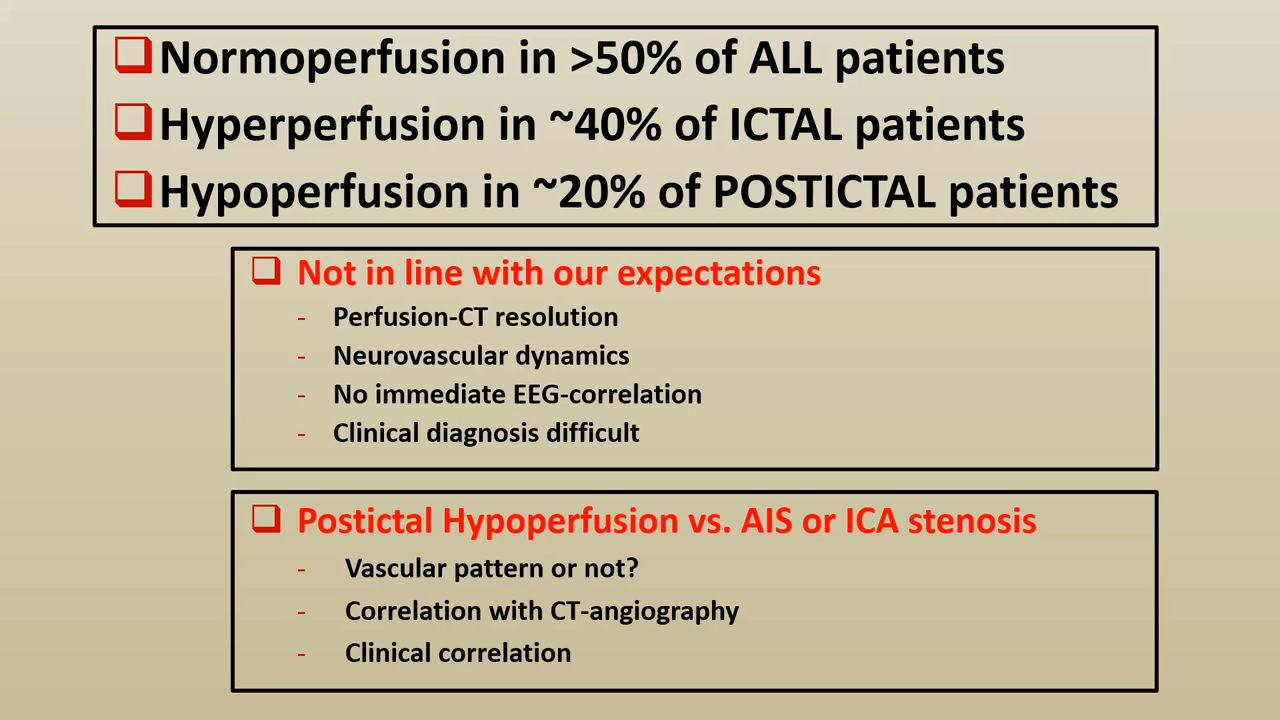 ❑Normoperfusion in >50% of ALL patients
❑Hyperperfusion in ~40% of ICTAL patients
❑Hypoperfusion in ~20% of POSTICTAL patients
❑ Not in line with our expectations
- Perfusion-CT resolution
- Neurovascular dynamics
- No immediate EEG-correlation
- Clinical diagnosis difficult
❑ Postictal Hypoperfusion vs. AIS or ICA stenosis
- Vascular pattern or not?
- Correlation with CT-angiography
- Clinical correlation